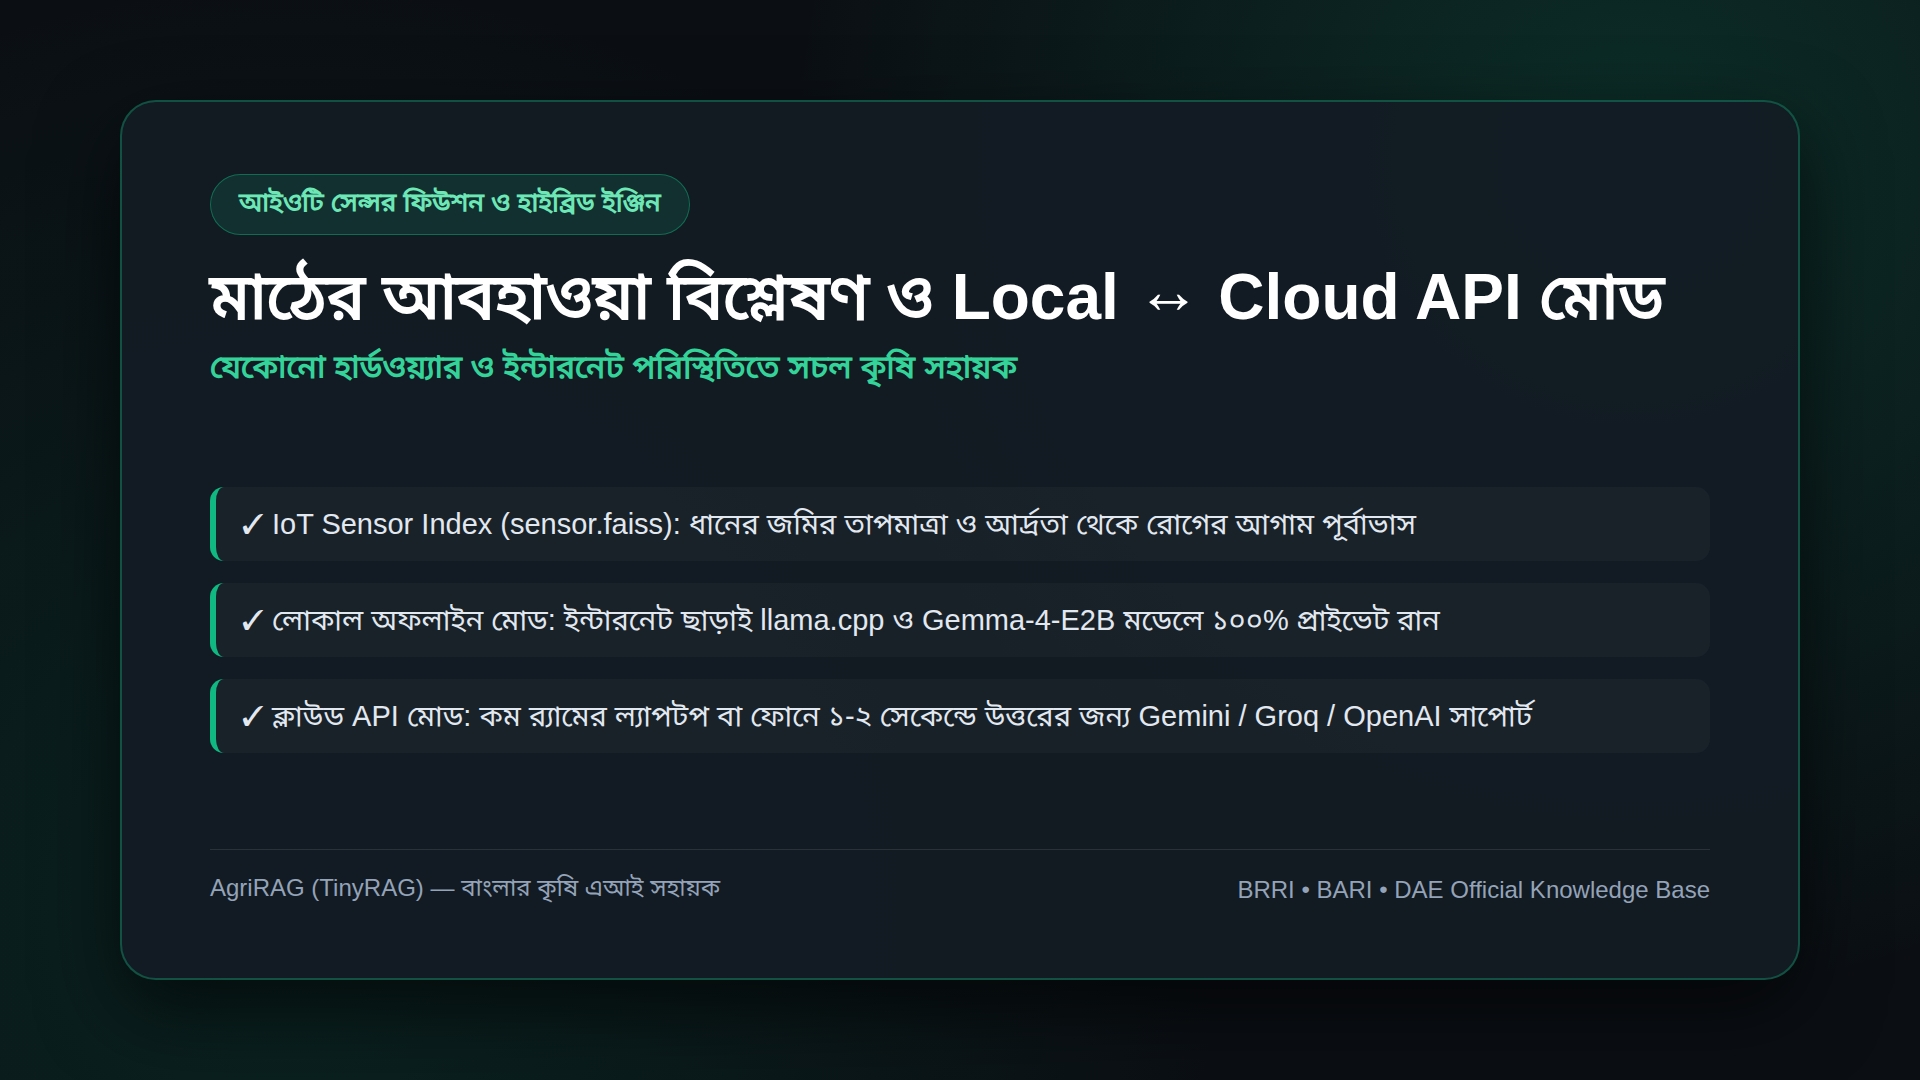 আইওটি সেন্সর ফিউশন ও হাইব্রিড ইঞ্জিন
মাঠের আবহাওয়া বিশ্লেষণ ও Local ↔ Cloud API মোড
যেকোনো হার্ডওয়্যার ও ইন্টারনেট পরিস্থিতিতে সচল কৃষি সহায়ক
✓ IoT Sensor Index (sensor.faiss): ধানের জমির তাপমাত্রা ও আর্দ্রতা থেকে রোগের আগাম পূর্বাভাস
✓ লোকাল অফলাইন মোড: ইন্টারনেট ছাড়াই llama.cpp ও Gemma-4-E2B মডেলে ১০০% প্রাইভেট রান
✓ ক্লাউড API মোড: কম র‍্যামের ল্যাপটপ বা ফোনে ১-২ সেকেন্ডে উত্তরের জন্য Gemini / Groq / OpenAI সাপোর্ট
AgriRAG (TinyRAG) — বাংলার কৃষি এআই সহায়ক
BRRI • BARI • DAE Official Knowledge Base